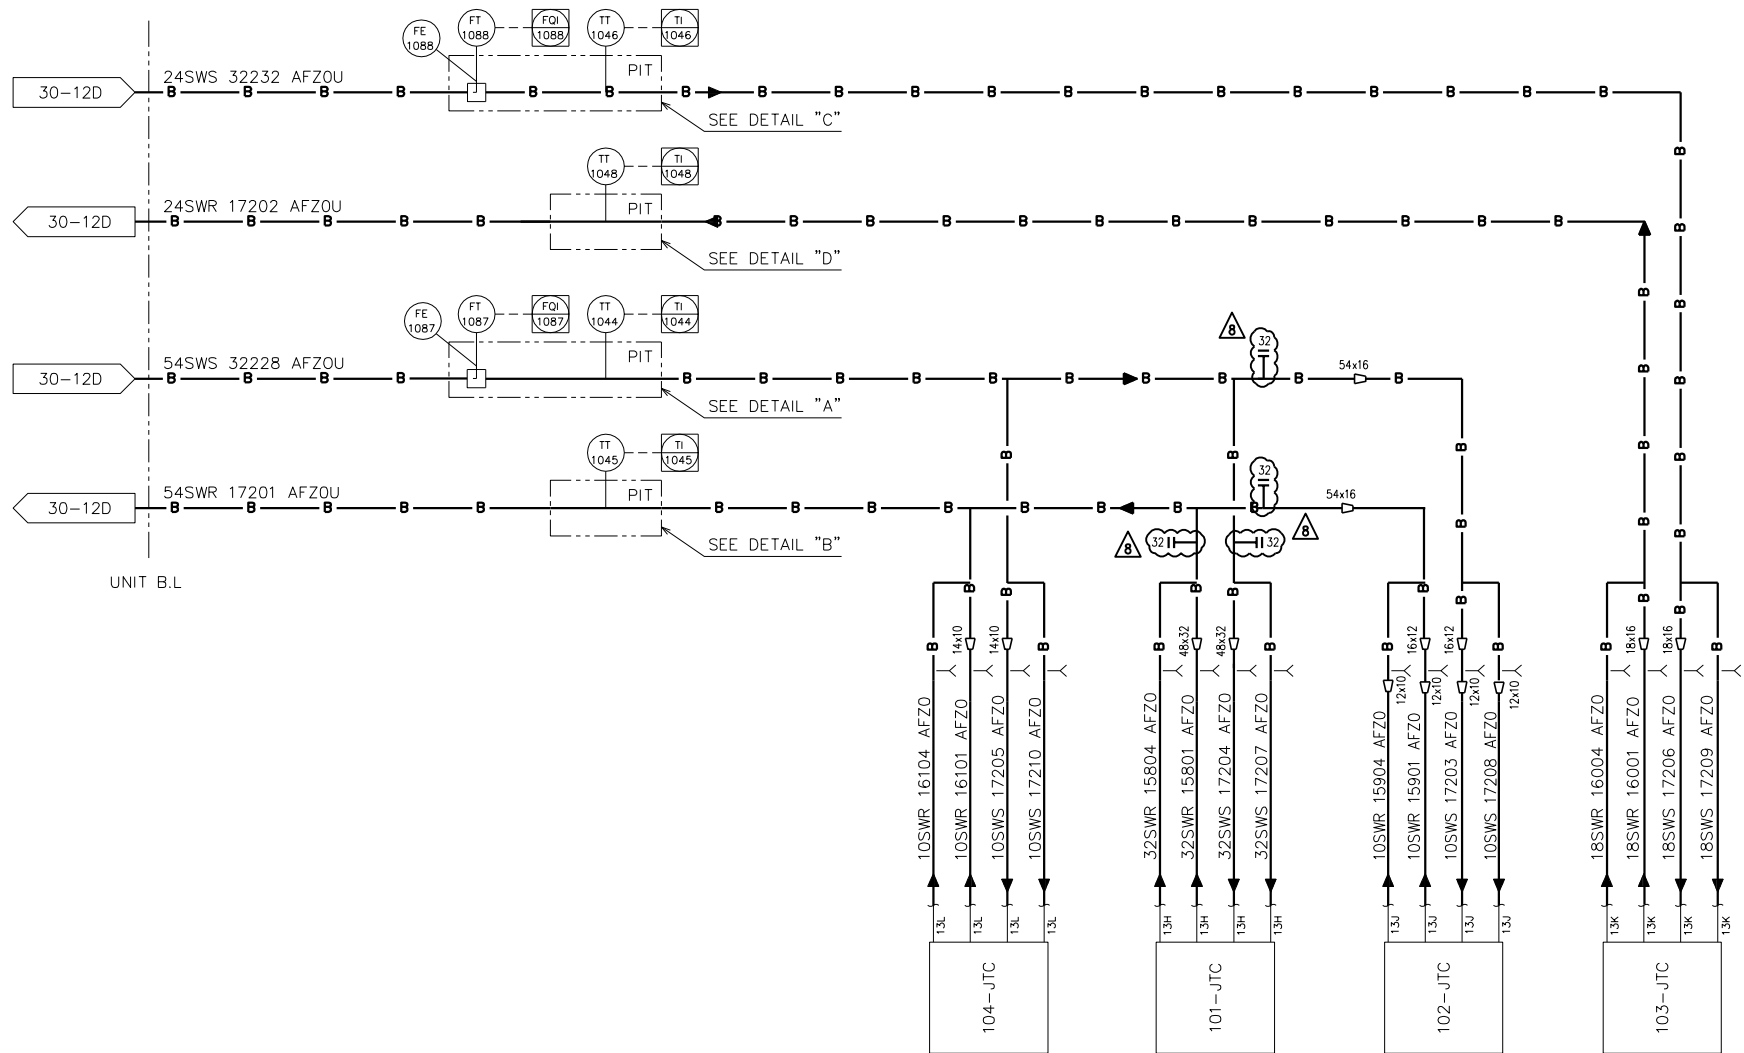 FE
1088
FT
1088
FQI
1088
TT
1046
TI
1046
30-12D
24SWS 32232 AFZOU
B B B B B B B B B B B B B B B B B B B
PIT
SEE DETAIL "C"
TT
1048
TI
1048
30-12D
24SWR 17202 AFZOU
B B B B B B B B B B B B B B B B B
PIT
SEE DETAIL "D"
FE
1087
FT
1087
FQI
1087
TT
1044
TI
1044
30-12D
54SWS 32228 AFZOU
B B B B B B B B B B B B B B
PIT
SEE DETAIL "A"
8
32
54x16
TT
1045
TI
1045
30-12D
54SWR 17201 AFZOU
B B B B B B B B B B B B B
PIT
SEE DETAIL "B"
32
54x16
8
32
32
8
UNIT B.L
B B B B B B B B B B B B
B B B B B B B B
B B B B B B B B
B B B B B B B B
14x10
14x10
48x32
48x32
16x12
16x12
18x16
18x16
12x10
12x10
12x10
12x10
10SWR 16104 AFZO
10SWR 16101 AFZO
10SWS 17205 AFZO
10SWS 17210 AFZO
32SWR 15804 AFZO
32SWR 15801 AFZO
32SWS 17204 AFZO
32SWS 17207 AFZO
10SWR 15904 AFZO
10SWR 15901 AFZO
10SWS 17203 AFZO
10SWS 17208 AFZO
18SWR 16004 AFZO
18SWR 16001 AFZO
18SWS 17206 AFZO
18SWS 17209 AFZO
13L
13L
13L
13L
13H
13H
13H
13H
13J
13J
13J
13J
13K
13K
13K
13K
104-JTC
101-JTC
102-JTC
103-JTC